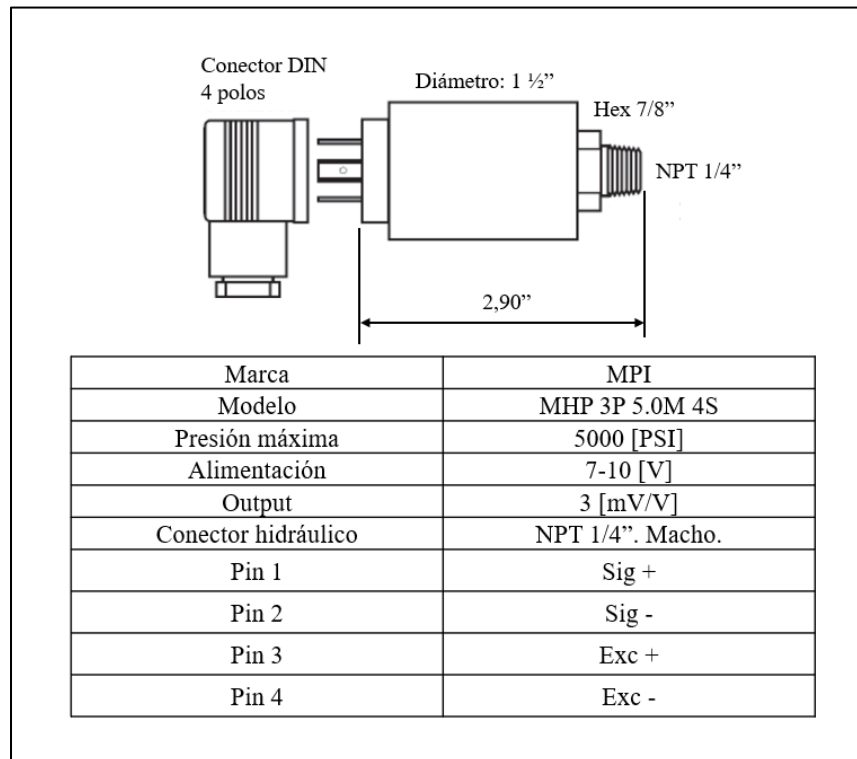 Conector DIN
4 polos
Diámetro: 1 ½”
Hex 7/8”
NPT 1/4”
2,90”
Marca MPI
Modelo MHP 3P 5.0M 4S
Presión máxima 5000 [PSI]
Alimentación 7-10 [V]
Output 3 [mV/V]
Conector hidráulico NPT 1/4”. Macho.
Pin 1 Sig +
Pin 2 Sig -
Pin 3 Exc +
Pin 4 Exc -